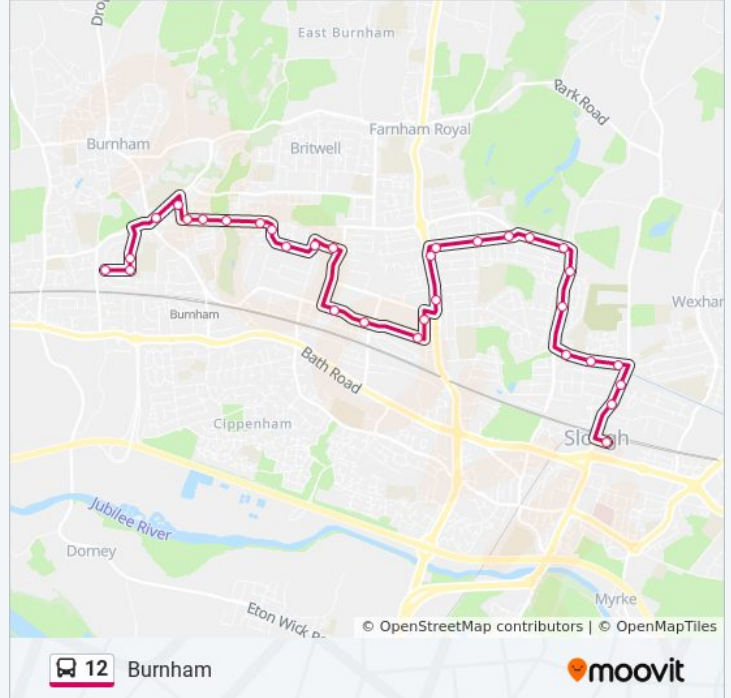 East Burnham
Park Road
Farnham Royal
Burnham
Britwell
Burnham
Bath Road
Cippenham
Slough
Jubilee River
Dorney
Myrke
Eton Wick
© OpenStreetMap contributors | © OpenMapTiles
12 Burnham
moovit